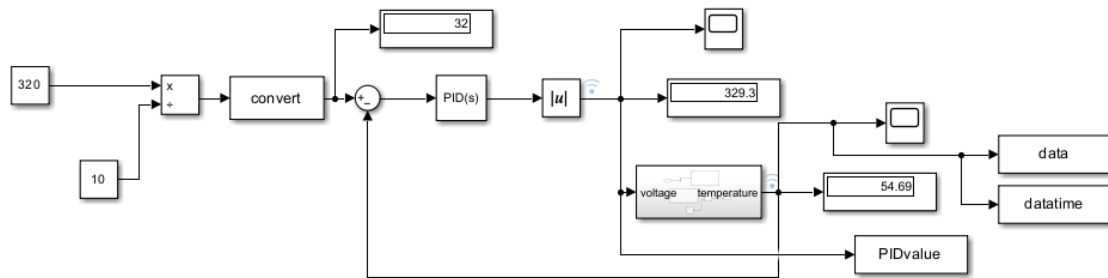 32
320
×
÷
convert
+
−
PID(s)
|u|
329.3
10
voltage
temperature
54.69
data
datatime
PIDvalue